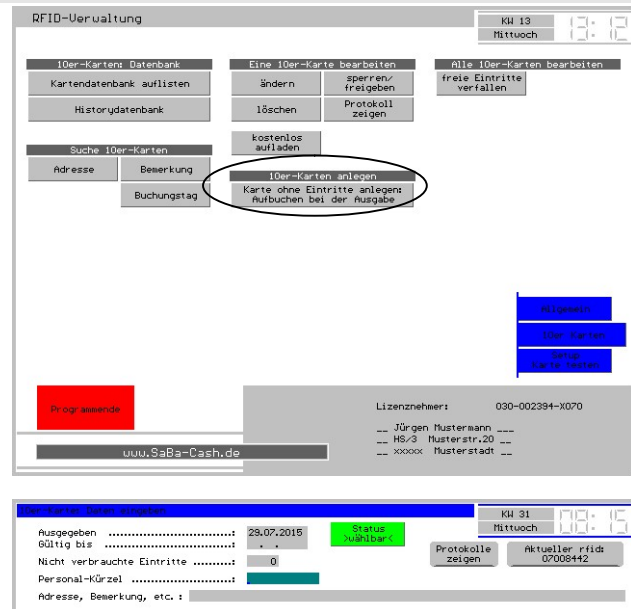 RFID-Verwaltung
KW 13
Mittwoch
13:12
10er-Karten: Datenbank
Eine 10er-Karte bearbeiten
Alle 10er-Karten bearbeiten
Kartendatenbank auflisten
ändern
sperren/
freigeben
freie Eintritte
verfallen
Historydatenbank
löschen
Protokoll
zeigen
kostenlos
aufladen
Suche 10er-Karten
Adresse
Bemerkung
10er-Karten anlegen
Buchungstag
Karte ohne Eintritte anlegen:
Aufbuchen bei der Ausgabe
Allgemein
10er Karten
Setup
Karte testen
Programmende
Lizenznehmer: 030-002394-X070
__ Jürgen Mustermann ___
__ HS/3 Musterstr.20 __
__ xxxxx Musterstadt __
www.SaBa-Cash.de
10er-Karte: Daten eingeben
KW 31
Mittwoch
08:15
Ausgegeben ..................: 29.07.2015
Status
>wählbar<
Gültig bis ..................: . .
Protokolle
zeigen
Aktueller rfid:
07008442
Nicht verbrauchte Eintritte .........: 0
Personal-Kürzel ..............:
Adresse, Bemerkung, etc. :